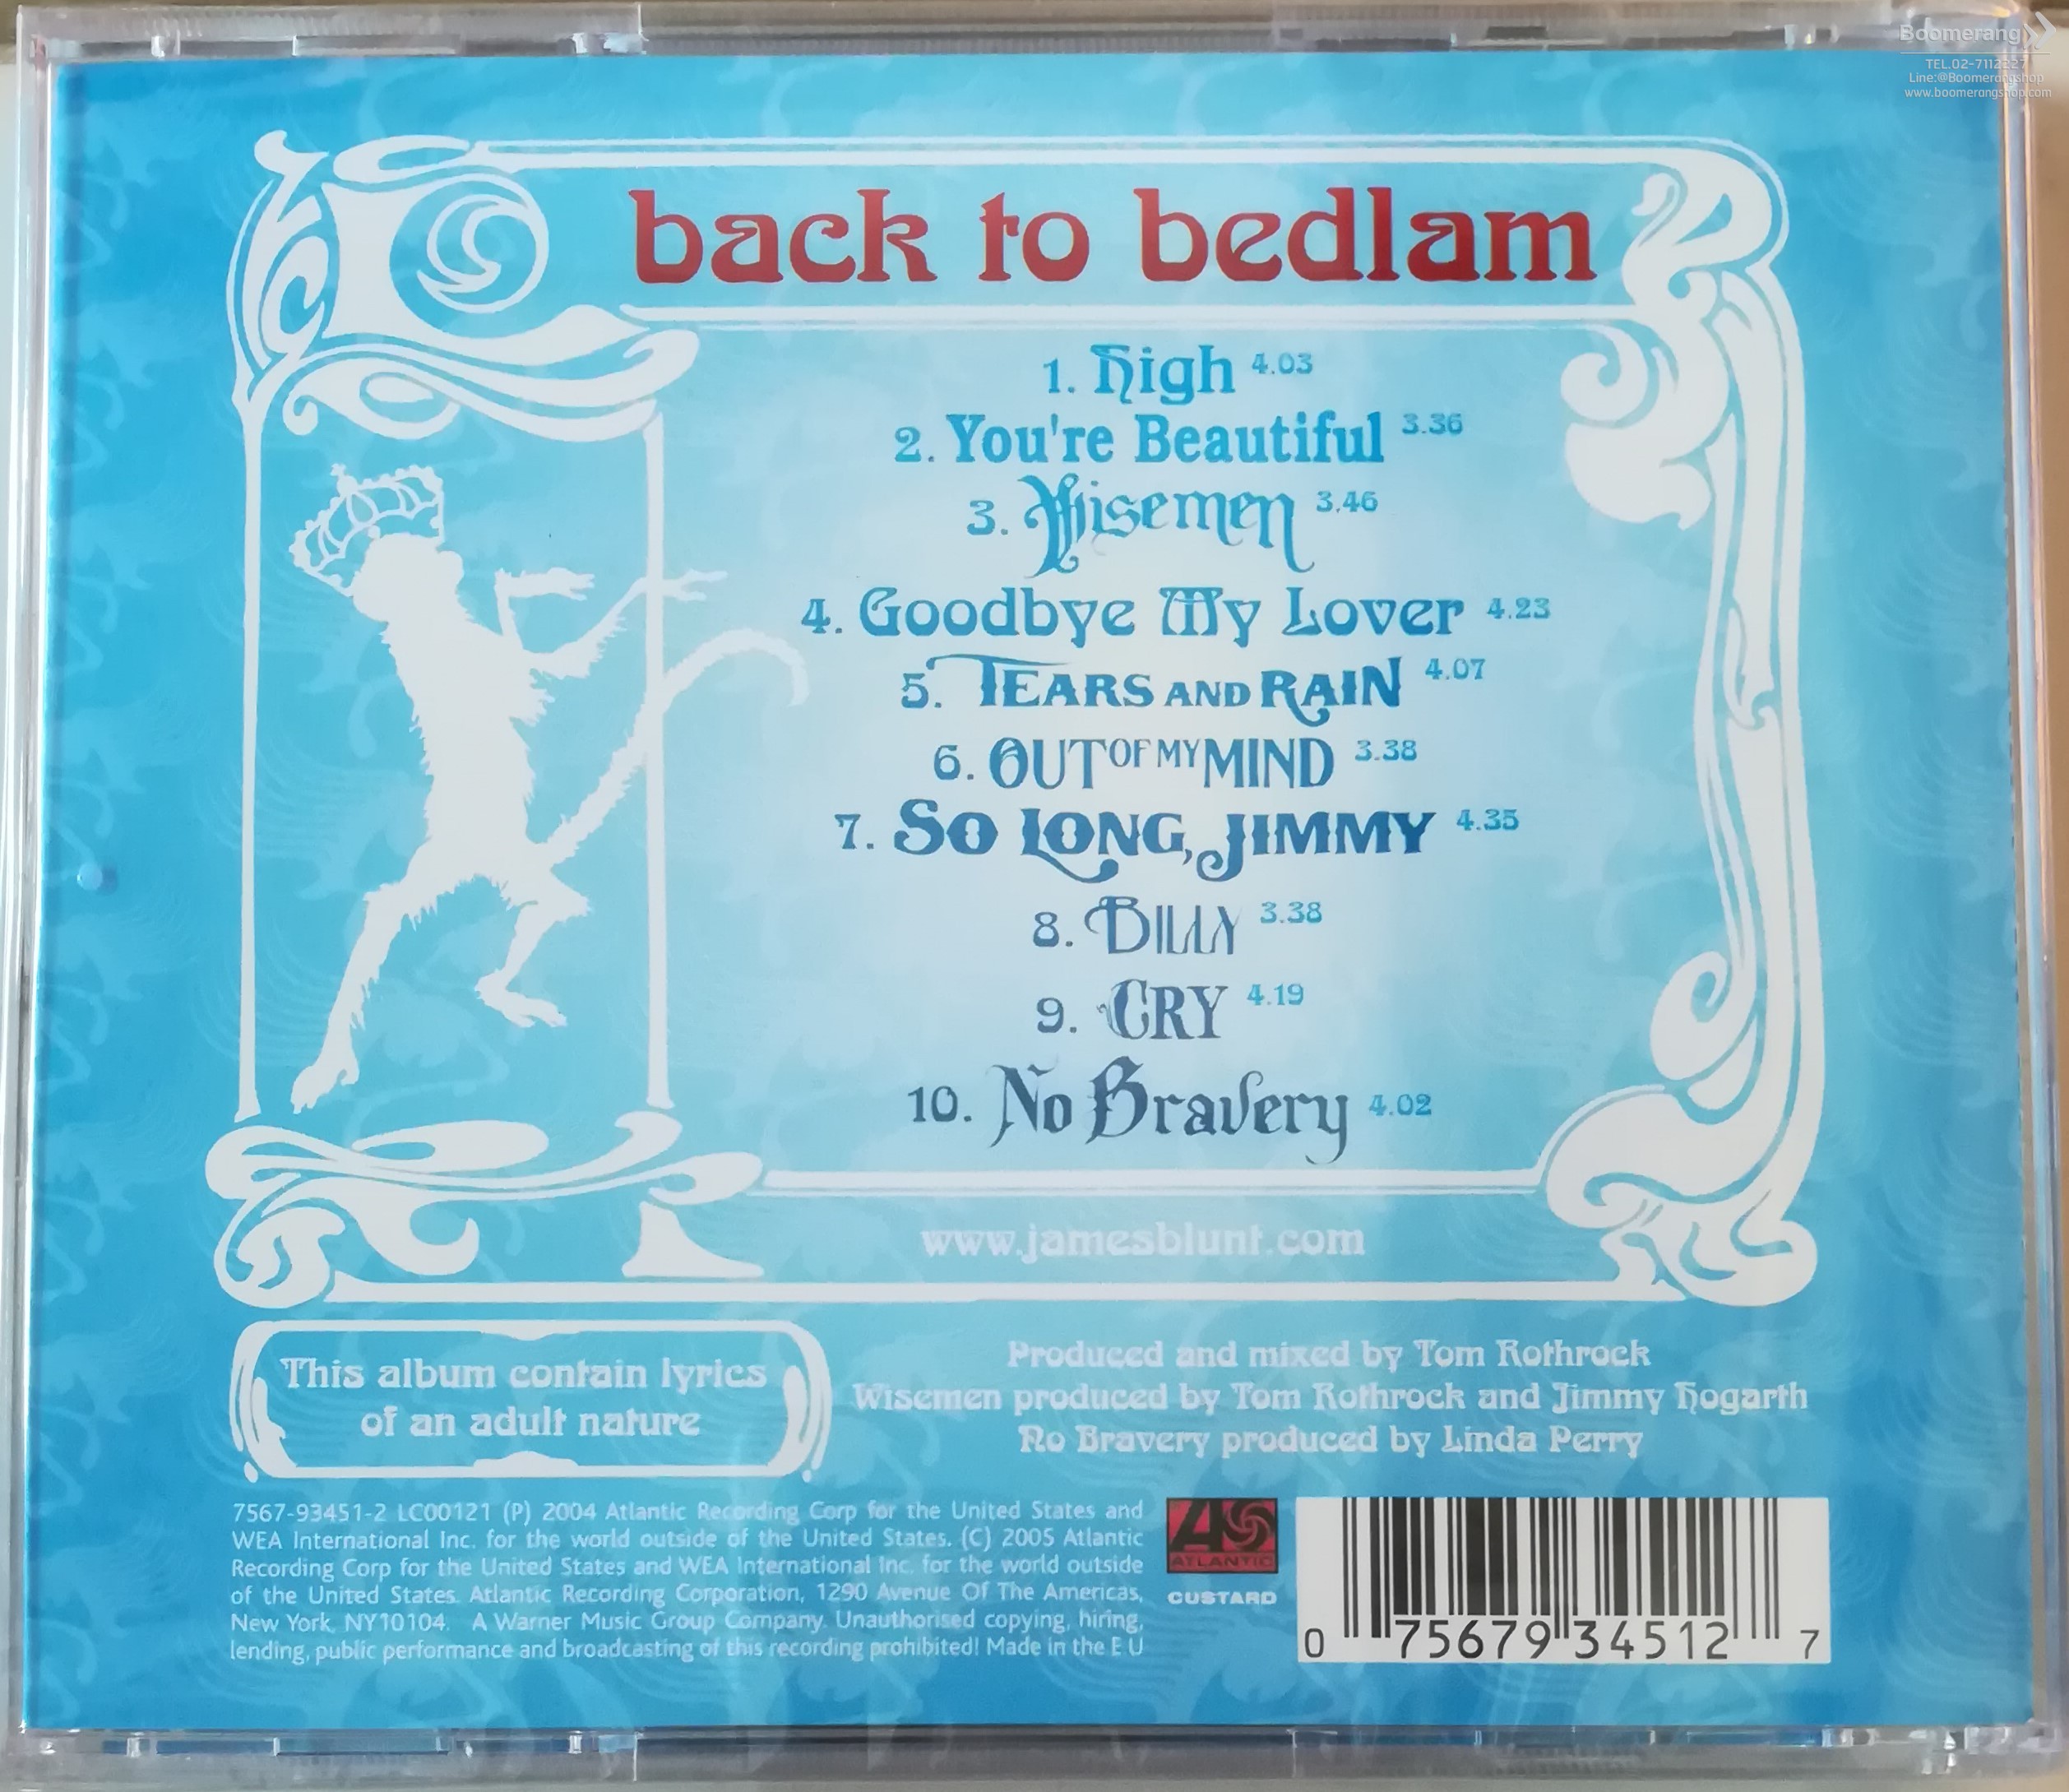 Boomerang
TEL.02-7112227
Line:@Boomerangshop
www.boomerangshop.com
back to bedlam
1. High 4.03
2. You're Beautiful 3.36
3. Wisemen 3.46
4. Goodbye My Lover 4.23
5. TEARS AND RAIN 4.07
6. OUT OF MY MIND 3.38
7. SO LONG, JIMMY 4.35
8. BILLY 3.38
9. CRY 4.19
10. No Bravery 4.02
www.jamesblunt.com
This album contain lyrics
of an adult nature
Produced and mixed by Tom Rothrock
Wisemen produced by Tom Rothrock and Jimmy Hogarth
No Bravery produced by Linda Perry
7567-93451-2 LC00121 (P) 2004 Atlantic Recording Corp for the United States and
WEA International Inc. for the world outside of the United States. (C) 2005 Atlantic
Recording Corp for the United States and WEA International Inc. for the world outside
of the United States. Atlantic Recording Corporation, 1290 Avenue Of The Americas,
New York, NY10104. A Warner Music Group Company. Unauthorised copying, hiring,
lending, public performance and broadcasting of this recording prohibited! Made in the E U
ATLANTIC
CUSTARD
0 75679 34512 7